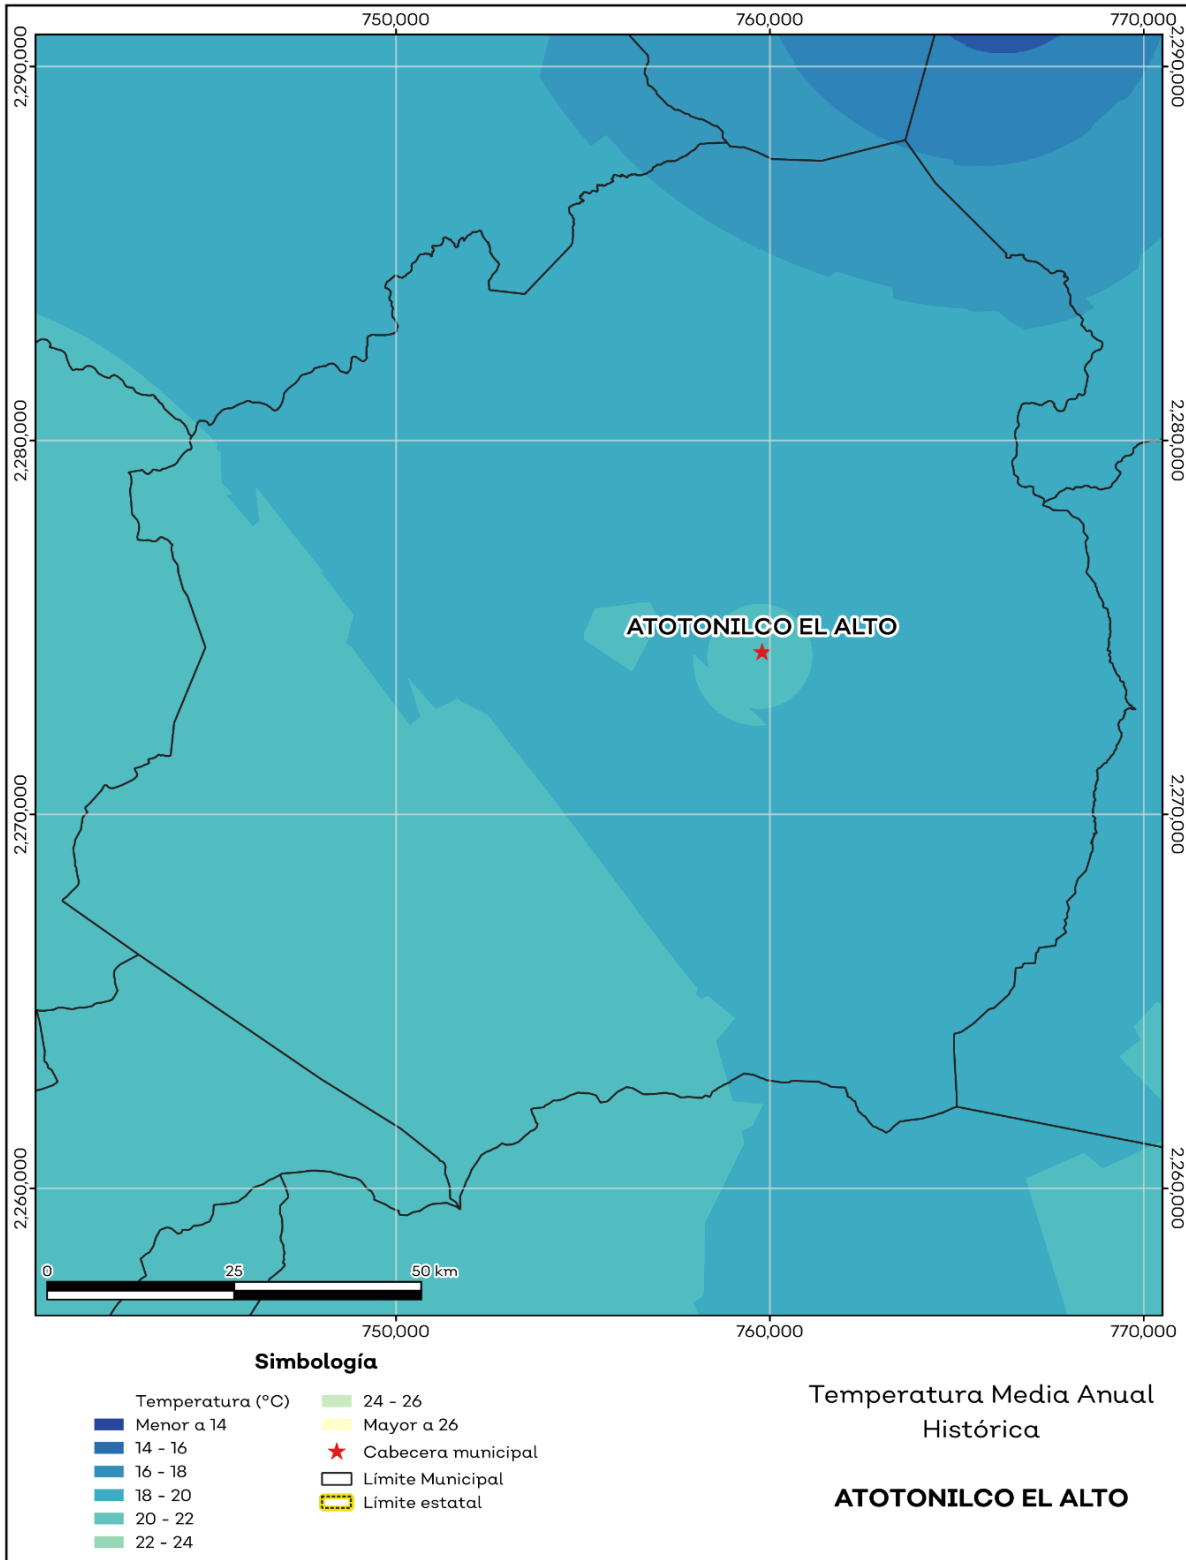 750,000
760,000
770,000
2,290,000
2,290,000
2,280,000
2,280,000
ATOTONILCO EL ALTO
2,270,000
2,270,000
2,260,000
2,260,000
0 25 50 km
750,000
760,000
770,000
Simbología
Temperatura (°C)
Menor a 14
14 - 16
16 - 18
18 - 20
20 - 22
22 - 24
24 - 26
Mayor a 26
Cabecera municipal
Límite Municipal
Límite estatal
Temperatura Media Anual
Histórica
ATOTONILCO EL ALTO